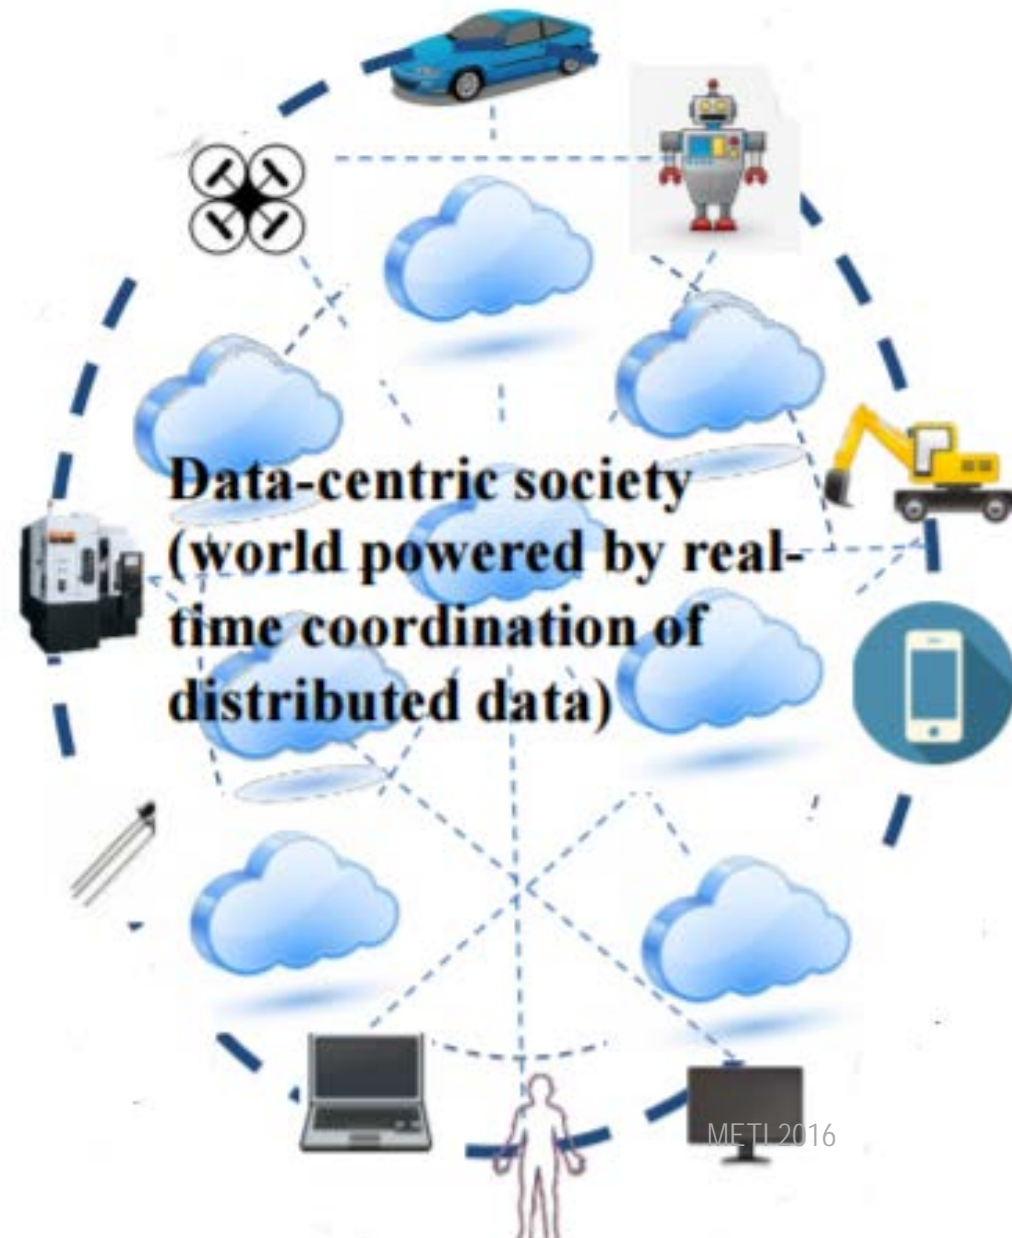 Data-centric society
(world powered by real-
time coordination of
distributed data)
METI 2016